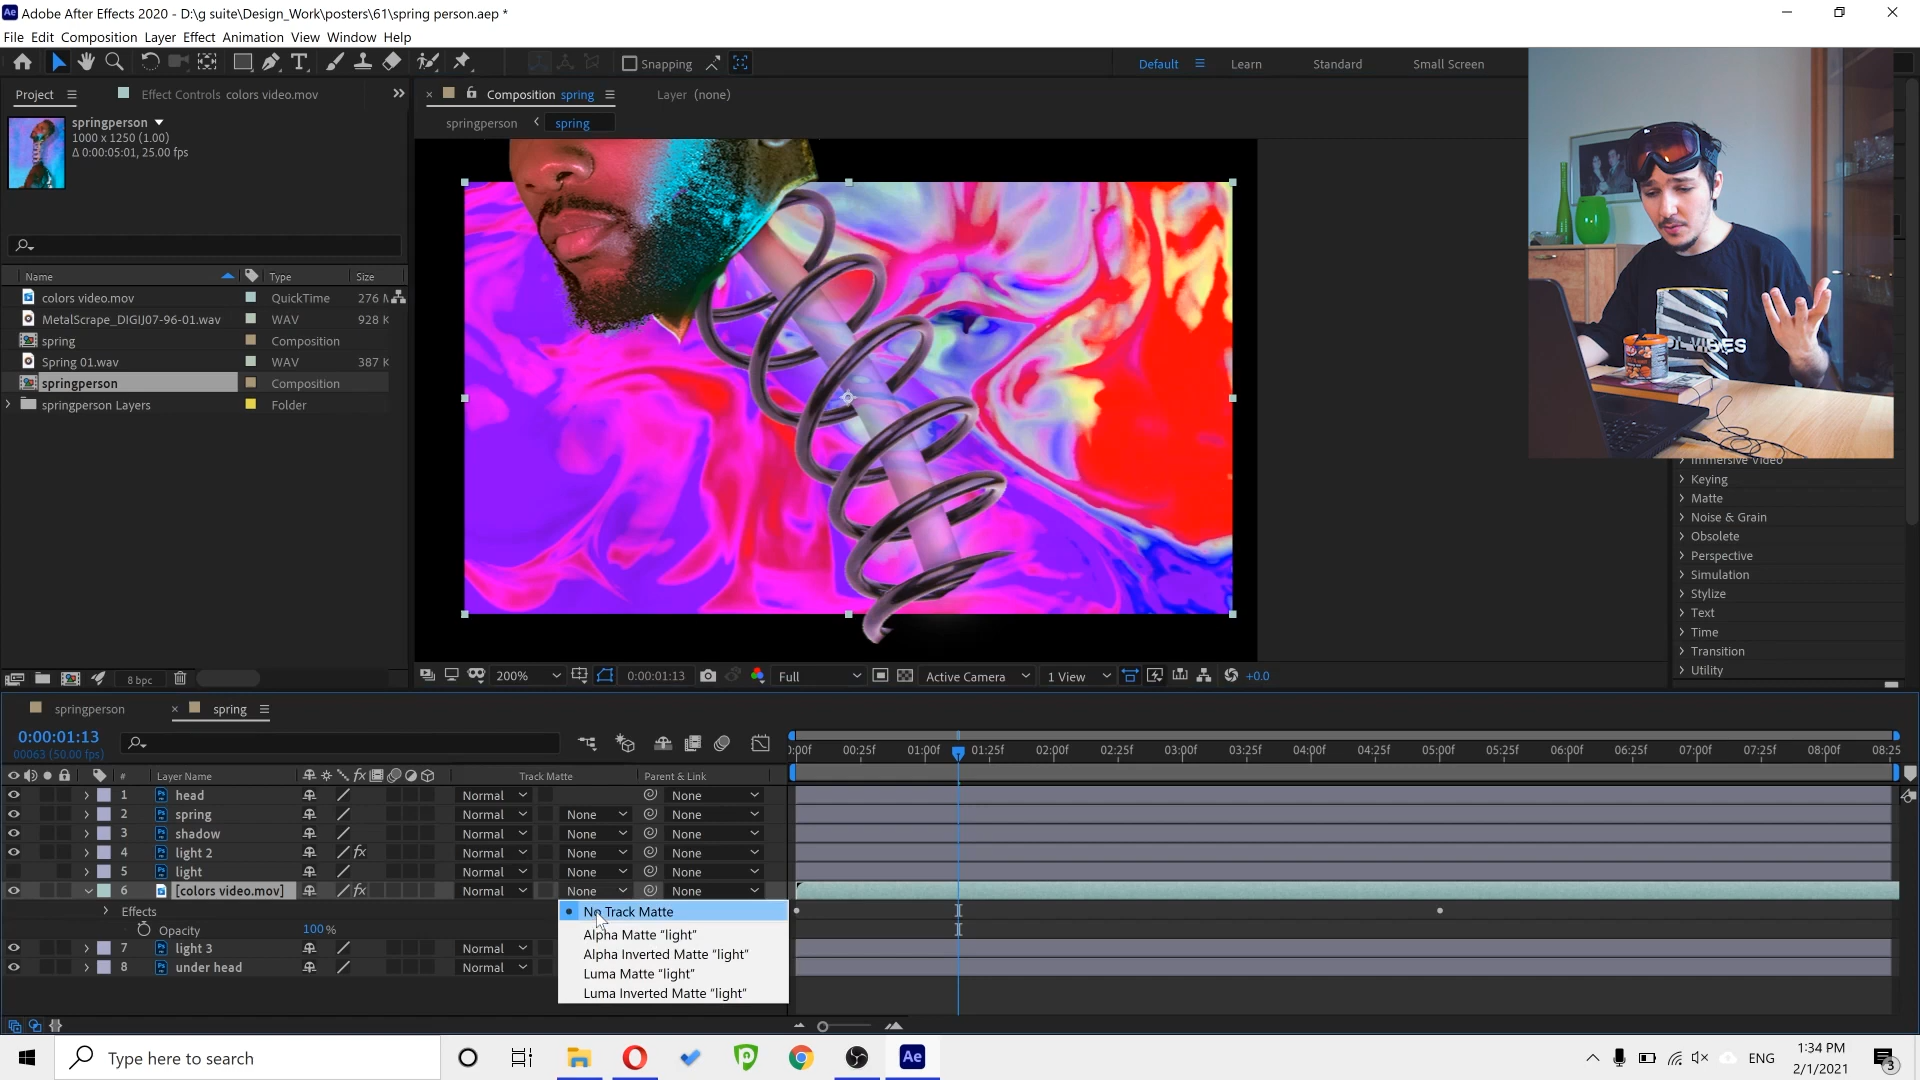 Adobe After Effects 2020 - D:\g suite\Design_Work\posters\61\spring person.aep *
File Edit Composition Layer Effect Animation View Window Help
Snapping
Default
Learn
Standard
Small Screen
Project
Effect Controls colors video.mov
Composition spring
Layer (none)
springperson
1000 x 1250 (1.00)
Δ 0:00:05:01, 25.00 fps
springperson
spring
Name Type Size
colors video.mov QuickTime 276 M
MetalScrape_DIGIJ07-96-01.wav WAV 928 K
spring Composition
Spring 01.wav WAV 387 K
springperson Composition
springperson Layers Folder
Immersive Video
Keying
Matte
Noise & Grain
Obsolete
Perspective
Simulation
Stylize
Text
Time
Transition
Utility
8 bpc
200%
0:00:01:13
Full
Active Camera
1 View
+0.0
springperson
spring
0:00:01:13
00063 (50.00 fps)
00f 00:25f 01:00f 01:25f 02:00f 02:25f 03:00f 03:25f 04:00f 04:25f 05:00f 05:25f 06:00f 06:25f 07:00f 07:25f 08:00f 08:25
# Layer Name Track Matte Parent & Link
1 head Normal None
2 spring Normal None None
3 shadow Normal None None
4 light 2 fx Normal None None
5 light Normal None None
6 [colors video.mov] fx Normal None None
Effects
Opacity 100 %
7 light 3 Normal
8 under head Normal
No Track Matte
Alpha Matte "light"
Alpha Inverted Matte "light"
Luma Matte "light"
Luma Inverted Matte "light"
Type here to search
Ae
ENG
1:34 PM
2/1/2021
3